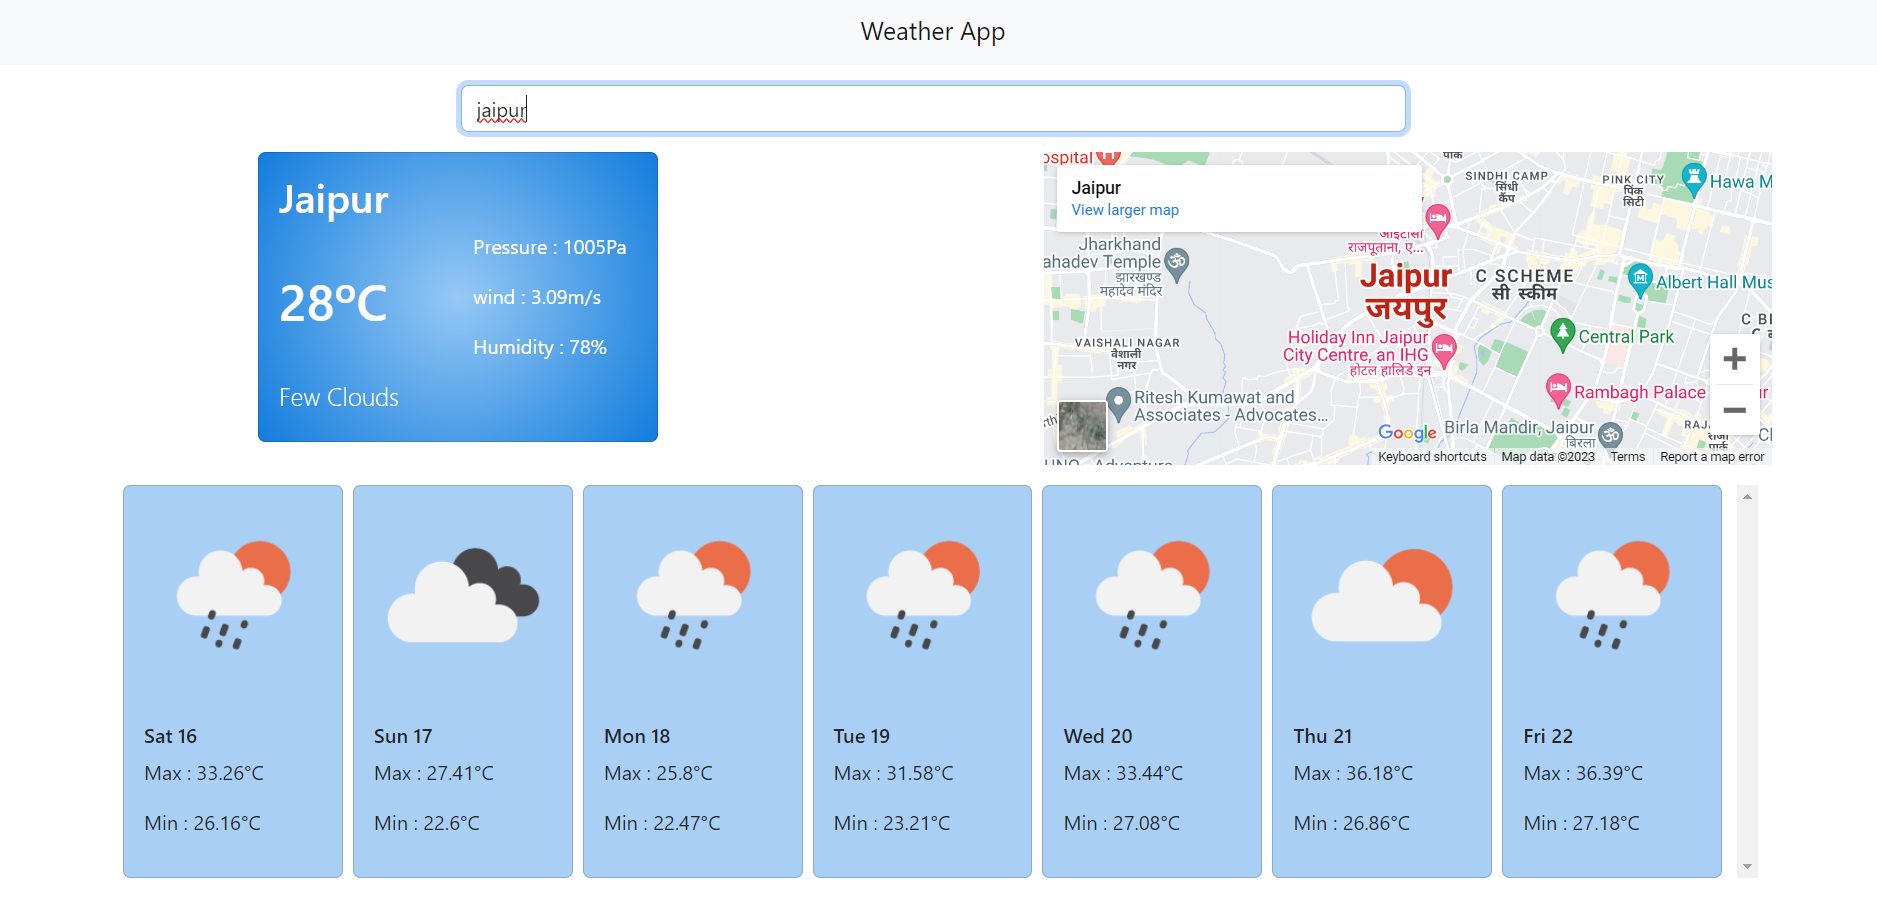 Weather App
jaipur
Jaipur
Pressure : 1005Pa
28°C
wind : 3.09m/s
Humidity : 78%
Few Clouds
पाक
SINDHI CAMP
सिंधी
कैंप
PINK CITY
पिंक
सिटी
Hawa M
Jaipur
View larger map
आइटीसी
राजपूताना, ए...
Jharkhand
ahadev Temple
झारखण्ड
महादेव मंदिर
Jaipur
जयपुर
C SCHEME
सी स्कीम
Albert Hall Mus
Holiday Inn Jaipur
City Centre, an IHG
होटल हालिडे इन
Central Park
VAISHALI NAGAR
वैशाली
नगर
Rambagh Palace
Ritesh Kumawat and
Associates - Advocates...
Birla Mandir, Jaipur
बिरला
Google
Keyboard shortcuts
Map data ©2023
Terms
Report a map error
Sat 16
Max : 33.26°C
Min : 26.16°C
Sun 17
Max : 27.41°C
Min : 22.6°C
Mon 18
Max : 25.8°C
Min : 22.47°C
Tue 19
Max : 31.58°C
Min : 23.21°C
Wed 20
Max : 33.44°C
Min : 27.08°C
Thu 21
Max : 36.18°C
Min : 26.86°C
Fri 22
Max : 36.39°C
Min : 27.18°C